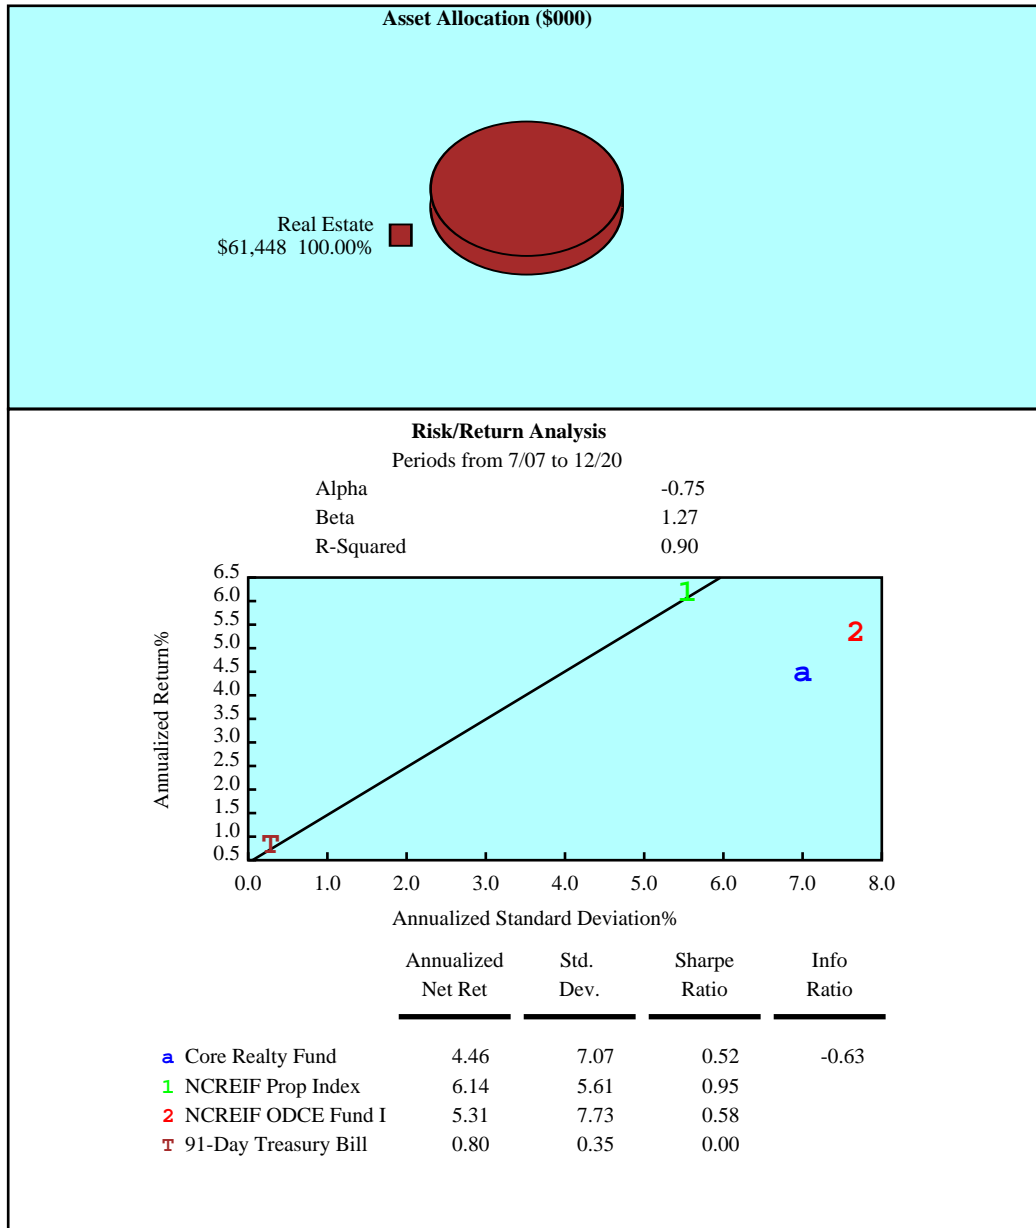 Asset Allocation ($000)
Real Estate
$61,448 100.00%
Risk/Return Analysis
Periods from 7/07 to 12/20
Alpha -0.75
Beta 1.27
R-Squared 0.90
6.5
6.0
5.5
5.0
4.5
4.0
3.5
3.0
2.5
2.0
1.5
1.0
0.5
Annualized Return%
1
2
a
T
0.0 1.0 2.0 3.0 4.0 5.0 6.0 7.0 8.0
Annualized Standard Deviation%
Annualized Std. Sharpe Info
Net Ret Dev. Ratio Ratio
a Core Realty Fund 4.46 7.07 0.52 -0.63
1 NCREIF Prop Index 6.14 5.61 0.95
2 NCREIF ODCE Fund I 5.31 7.73 0.58
T 91-Day Treasury Bill 0.80 0.35 0.00